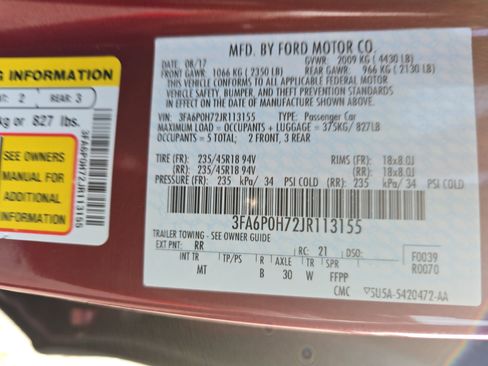 MFD. BY FORD MOTOR CO.
DATE: 08/17 GVWR: 2009 KG ( 4430 LB)
FRONT GAWR: 1066 KG ( 2350 LB) REAR GAWR: 966 KG ( 2130 LB)
THIS VEHICLE CONFORMS TO ALL APPLICABLE FEDERAL MOTOR
VEHICLE SAFETY, BUMPER, AND THEFT PREVENTION STANDARDS
IN EFFECT ON THE DATE OF MANUFACTURE SHOWN ABOVE.
VIN: 3FA6P0H72JR113155 TYPE: Passenger Car
MAXIMUM LOAD = OCCUPANTS + LUGGAGE = 375KG/827LB
OCCUPANTS = 5 TOTAL: 2 FRONT, 3 REAR
TIRE (FR): 235/45R18 94V RIMS (FR): 18x8.0J
(RR): 235/45R18 94V (RR): 18x8.0J
PRESSURE (FR): 235 kPa/ 34 PSI COLD (RR): 235 kPa/ 34 PSI COLD
3FA6P0H72JR113155
TRAILER TOWING - SEE OWNER GUIDE
EXT PNT: RR RC: 21 DSO: F0039
INT TR TP/PS R AXLE TR SPR R0070
MT B 30 W FFPP
CMC 5U5A-5420472-AA
G INFORMATION
T: 2 REAR: 3
kg or 827 lbs.
SEE OWNERS
MANUAL FOR
ADDITIONAL
INFORMATION
3FA6P0H72JR113155